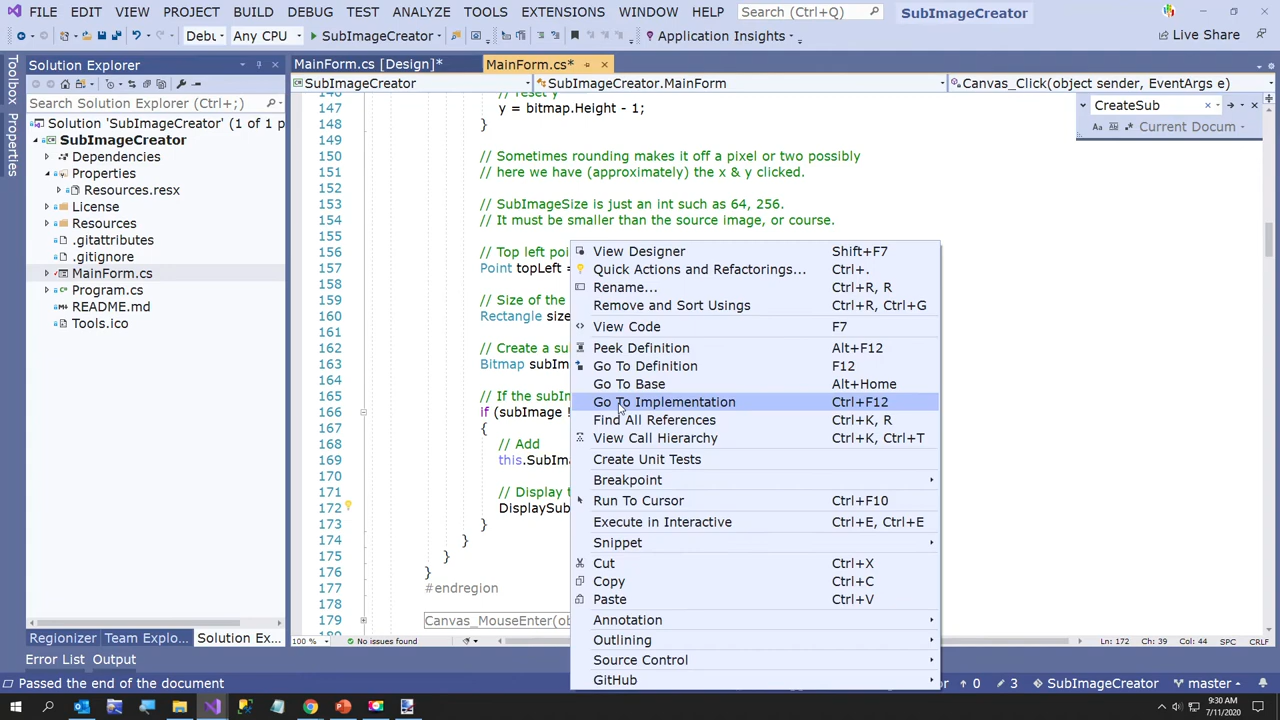 FILE EDIT VIEW PROJECT BUILD DEBUG TEST ANALYZE TOOLS EXTENSIONS WINDOW HELP Search (Ctrl+Q) SubImageCreator
Debu Any CPU SubImageCreator Application Insights Live Share
Toolbox
Properties
Solution Explorer
Search Solution Explorer (Ctrl+;)
Solution 'SubImageCreator' (1 of 1 p
SubImageCreator
Dependencies
Properties
Resources.resx
License
Resources
.gitattributes
.gitignore
MainForm.cs
Program.cs
README.md
Tools.ico
Regionizer Team Explo... Solution Ex...
MainForm.cs [Design]* MainForm.cs*
SubImageCreator SubImageCreator.MainForm Canvas_Click(object sender, EventArgs e)
CreateSub
Aa Current Docum
146 // reset y
147 y = bitmap.Height - 1;
148 }
149
150 // Sometimes rounding makes it off a pixel or two possibly
151 // here we have (approximately) the x & y clicked.
152
153 // SubImageSize is just an int such as 64, 256.
154 // It must be smaller than the source image, or course.
155
156 // Top left poi
157 Point topLeft =
158
159 // Size of the
160 Rectangle size
161
162 // Create a su
163 Bitmap subIm
164
165 // If the subIn
166 if (subImage !
167 {
168 // Add
169 this.SubIma
170
171 // Display t
172 DisplaySub
173 }
174 }
175 }
176 }
177 #endregion
178
179 Canvas_MouseEnter(ob
View Designer Shift+F7
Quick Actions and Refactorings... Ctrl+.
Rename... Ctrl+R, R
Remove and Sort Usings Ctrl+R, Ctrl+G
View Code F7
Peek Definition Alt+F12
Go To Definition F12
Go To Base Alt+Home
Go To Implementation Ctrl+F12
Find All References Ctrl+K, R
View Call Hierarchy Ctrl+K, Ctrl+T
Create Unit Tests
Breakpoint
Run To Cursor Ctrl+F10
Execute in Interactive Ctrl+E, Ctrl+E
Snippet
Cut Ctrl+X
Copy Ctrl+C
Paste Ctrl+V
Annotation
Outlining
Source Control
GitHub
100 % No issues found Ln: 172 Ch: 39 Col: 44 SPC CRLF
Error List Output
Passed the end of the document 0 3 SubImageCreator master
9:30 AM
7/11/2020